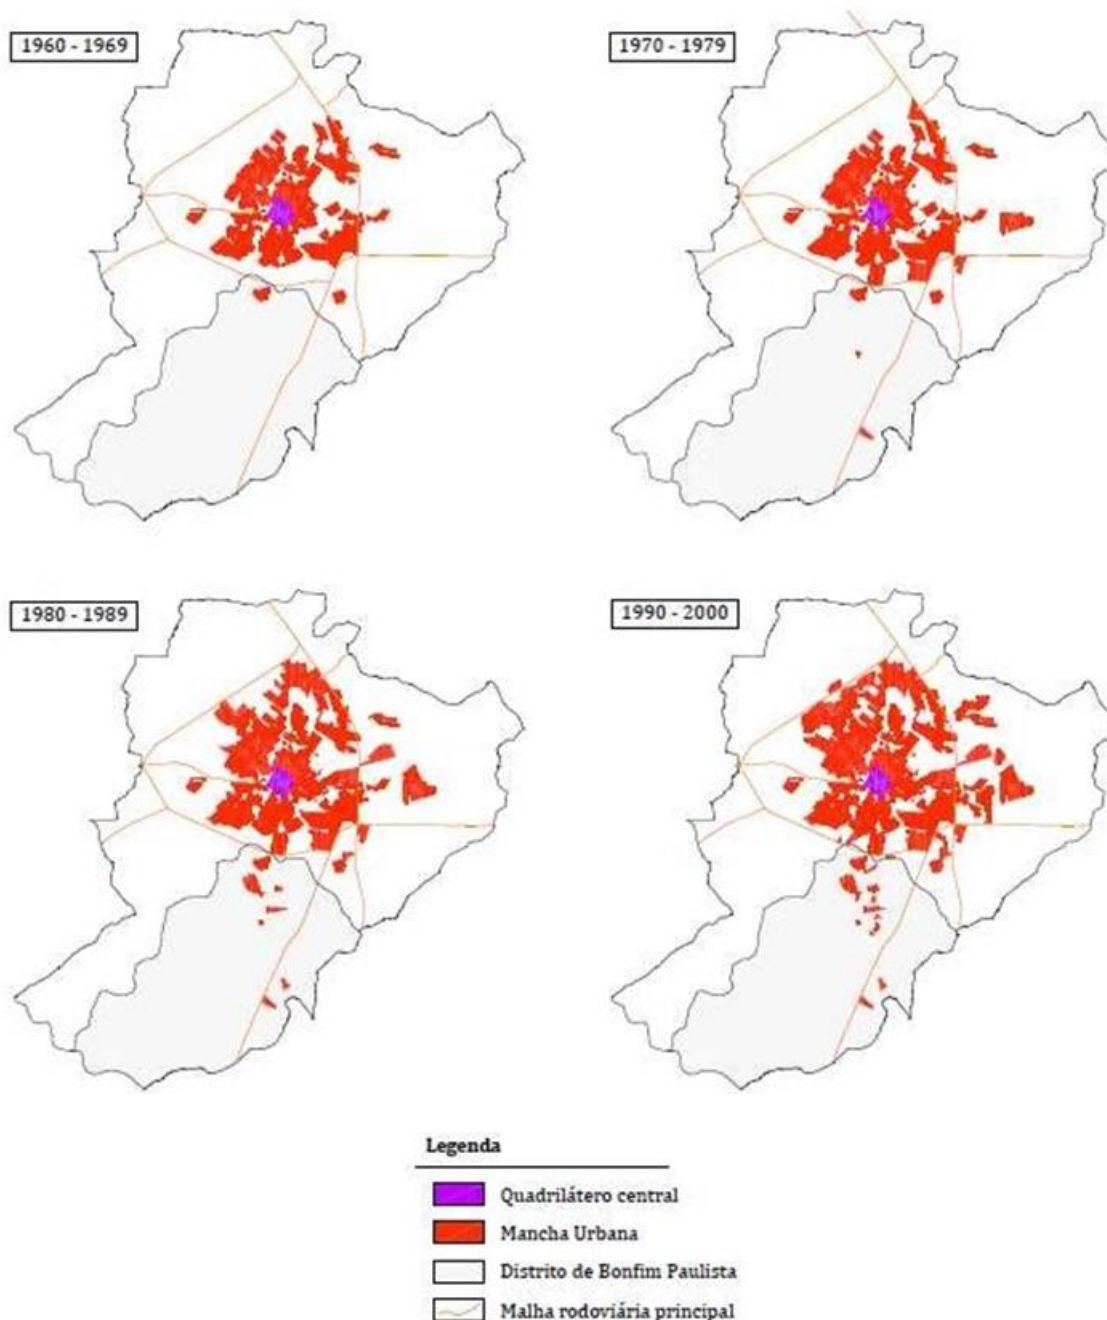 1960 - 1969
1970 - 1979
1980 - 1989
1990 - 2000
Legenda
Quadrilátero central
Mancha Urbana
Distrito de Bonfim Paulista
Malha rodoviária principal